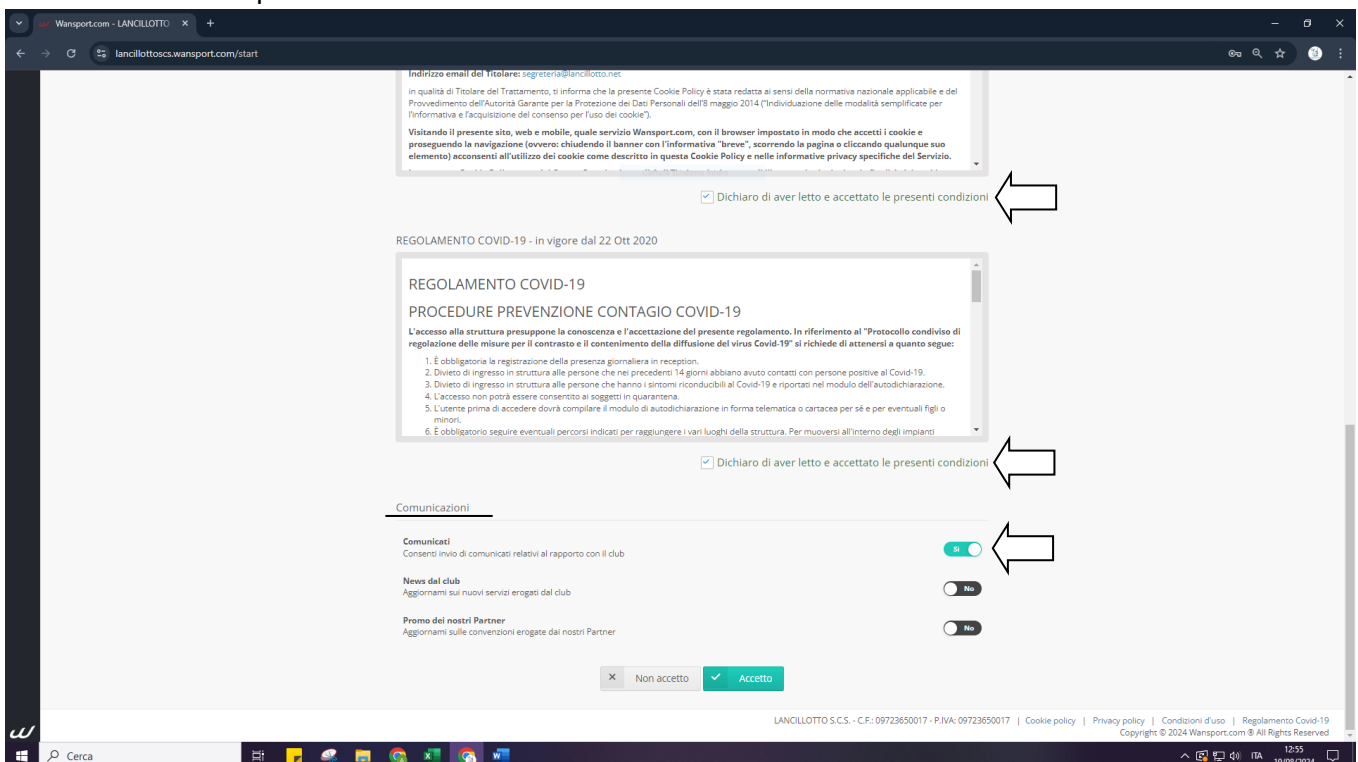 Wansport.com - LANCILLOTTO
lancillottoscs.wansport.com/start
Indirizzo email del Titolare: segreteria@lancillotto.net
in qualità di Titolare del Trattamento, ti informa che la presente Cookie Policy è stata redatta ai sensi della normativa nazionale applicabile e del
Provvedimento dell'Autorità Garante per la Protezione dei Dati Personali dell'8 maggio 2014 ("Individuazione delle modalità semplificate per
l'informativa e l'acquisizione del consenso per l'uso dei cookie").
Visitando il presente sito, web e mobile, quale servizio Wansport.com, con il browser impostato in modo che accetti i cookie e
proseguendo la navigazione (ovvero: chiudendo il banner con l'informativa "breve", scorrendo la pagina o cliccando qualunque suo
elemento) acconsenti all'utilizzo dei cookie come descritto in questa Cookie Policy e nelle informative privacy specifiche del Servizio.
Dichiaro di aver letto e accettato le presenti condizioni
REGOLAMENTO COVID-19 - in vigore dal 22 Ott 2020
REGOLAMENTO COVID-19
PROCEDURE PREVENZIONE CONTAGIO COVID-19
L'accesso alla struttura presuppone la conoscenza e l'accettazione del presente regolamento. In riferimento al "Protocollo condiviso di
regolazione delle misure per il contrasto e il contenimento della diffusione del virus Covid-19" si richiede di attenersi a quanto segue:
1. È obbligatoria la registrazione della presenza giornaliera in reception.
2. Divieto di ingresso in struttura alle persone che nei precedenti 14 giorni abbiano avuto contatti con persone positive al Covid-19.
3. Divieto di ingresso in struttura alle persone che hanno i sintomi riconducibili al Covid-19 e riportati nel modulo dell'autodichiarazione.
4. L'accesso non potrà essere consentito ai soggetti in quarantena.
5. L'utente prima di accedere dovrà compilare il modulo di autodichiarazione in forma telematica o cartacea per sé e per eventuali figli o
minori.
6. È obbligatorio seguire eventuali percorsi indicati per raggiungere i vari luoghi della struttura. Per muoversi all'interno degli impianti
Dichiaro di aver letto e accettato le presenti condizioni
Comunicazioni
Comunicati
Consenti invio di comunicati relativi al rapporto con il club
Si
News dal club
Aggiornami sui nuovi servizi erogati dal club
No
Promo dei nostri Partner
Aggiornami sulle convenzioni erogate dai nostri Partner
No
Non accetto
Accetto
LANCILLOTTO S.C.S. - C.F.: 09723650017 - P.IVA: 09723650017 | Cookie policy | Privacy policy | Condizioni d'uso | Regolamento Covid-19
Copyright © 2024 Wansport.com ® All Rights Reserved
Cerca
ITA
12:55